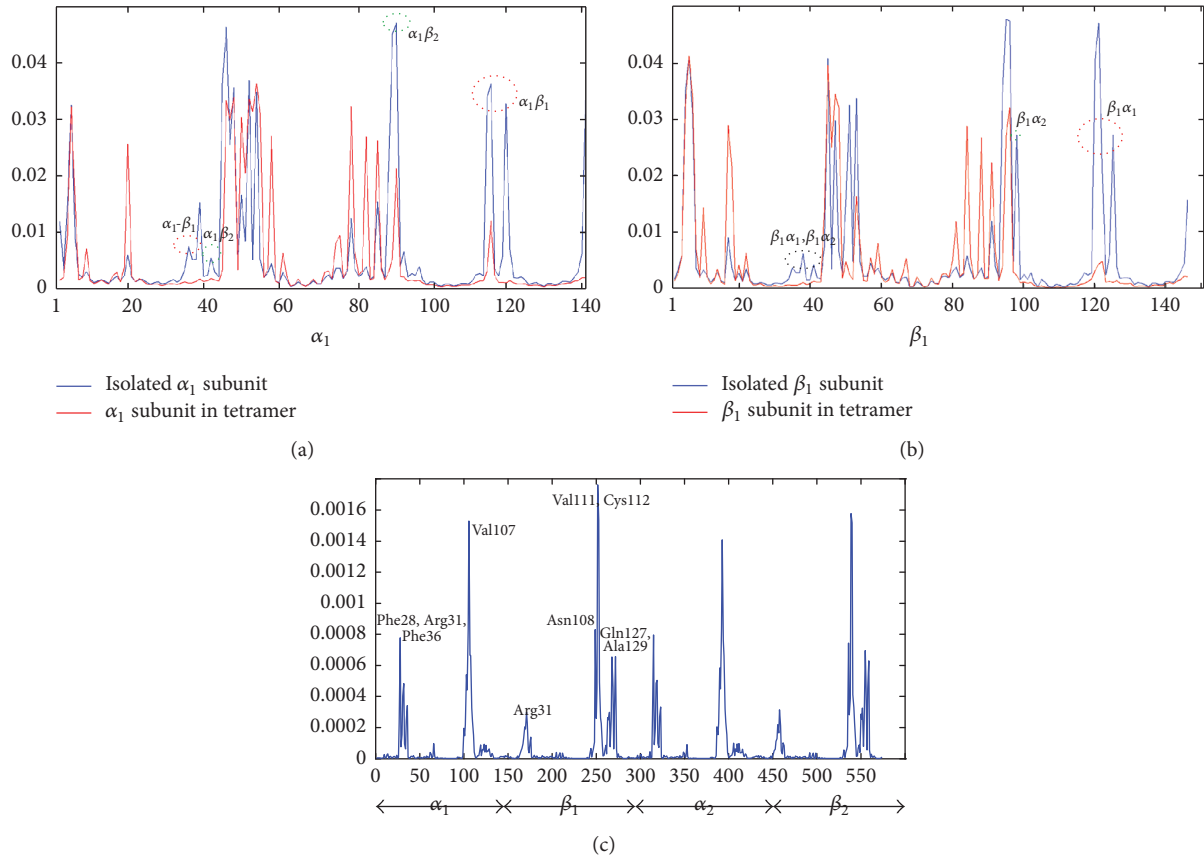 0.04
0.03
0.02
0.01
0
α1β2
α1β1
α1-β1
α1β2
1 20 40 60 80 100 120 140
α1
Isolated α1 subunit
α1 subunit in tetramer
(a)
0.04
0.03
0.02
0.01
0
β1α2
β1α1
β1α1,β1α2
1 20 40 60 80 100 120 140
β1
Isolated β1 subunit
β1 subunit in tetramer
(b)
0.0016
0.0014
0.0012
0.001
0.0008
0.0006
0.0004
0.0002
0
Val111, Cys112
Val107
Phe28, Arg31,
Phe36
Asn108
Gln127,
Ala129
Arg31
0 50 100 150 200 250 300 350 400 450 500 550
α1 β1 α2 β2
(c)